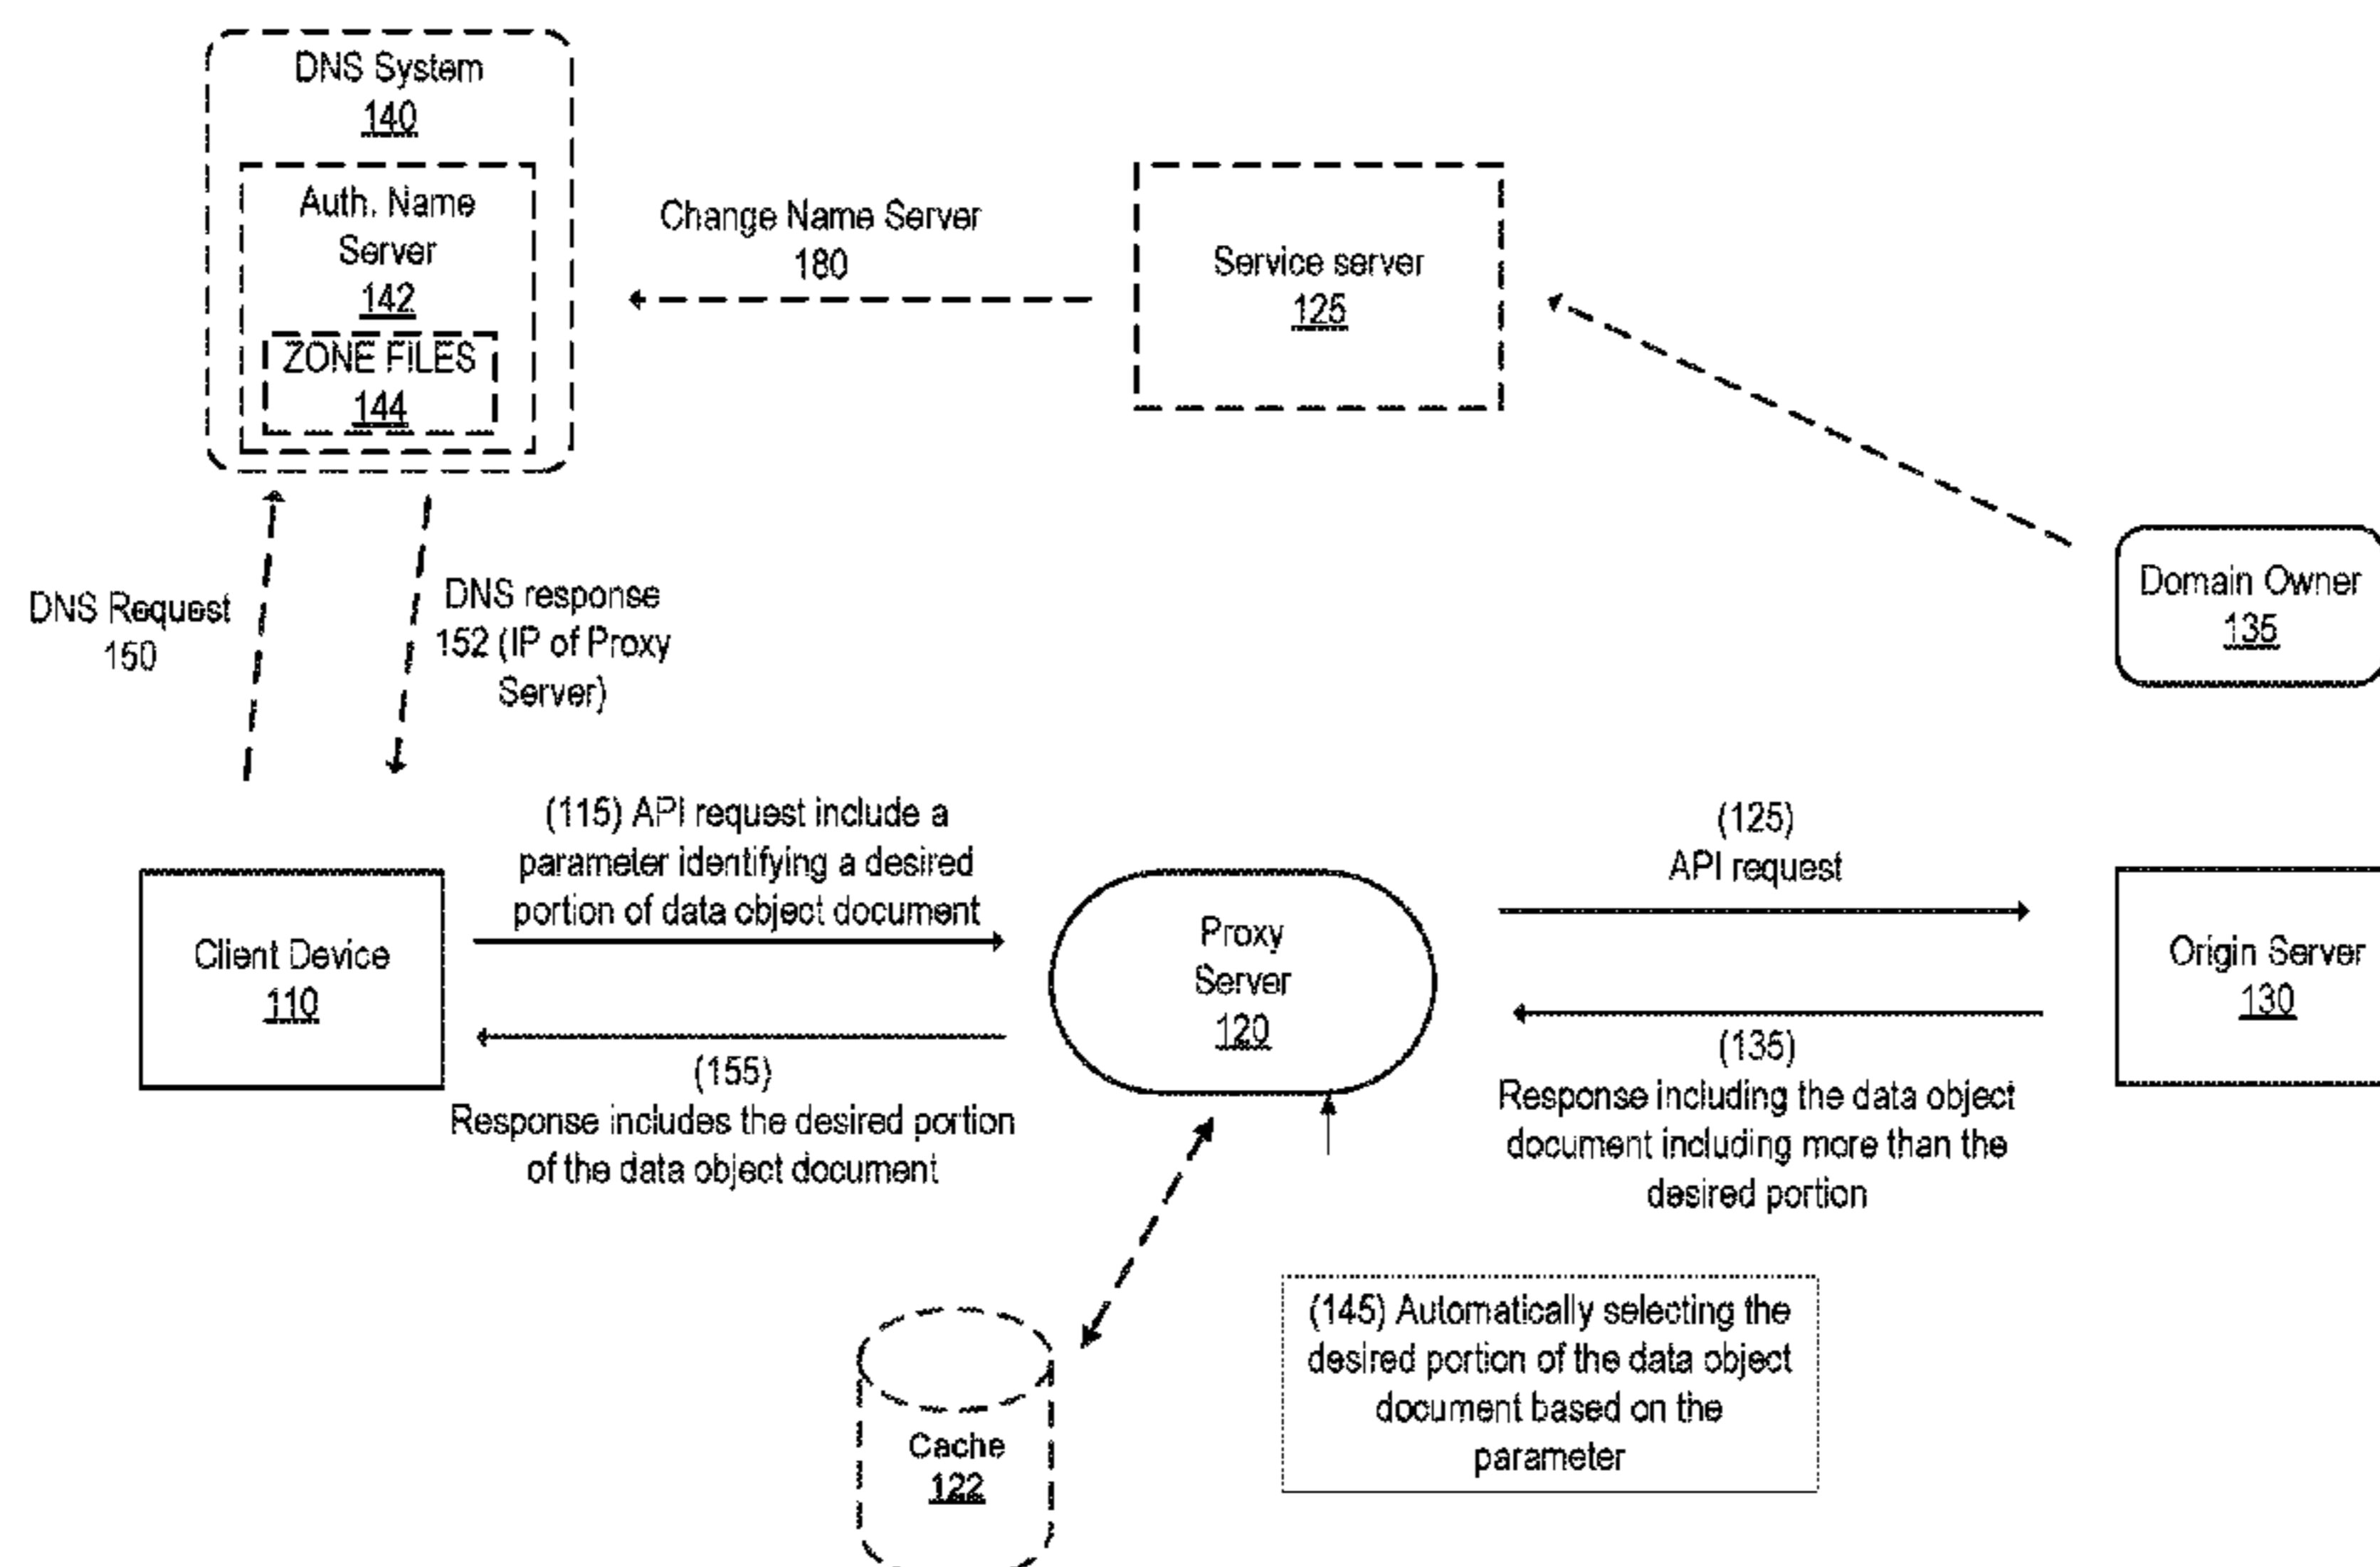 DNS System
140
Auth. Name
Server
142
ZONE FILES
144
Change Name Server
180
Service server
125
Domain Owner
135
DNS Request
150
DNS response
152 (IP of Proxy
Server)
(115) API request include a
parameter identifying a desired
portion of data object document
(125)
API request
Client Device
110
Proxy
Server
120
Origin Server
130
(155)
Response includes the desired portion
of the data object document
(135)
Response including the data object
document including more than the
desired portion
(145) Automatically selecting the
desired portion of the data object
document based on the
parameter
Cache
122